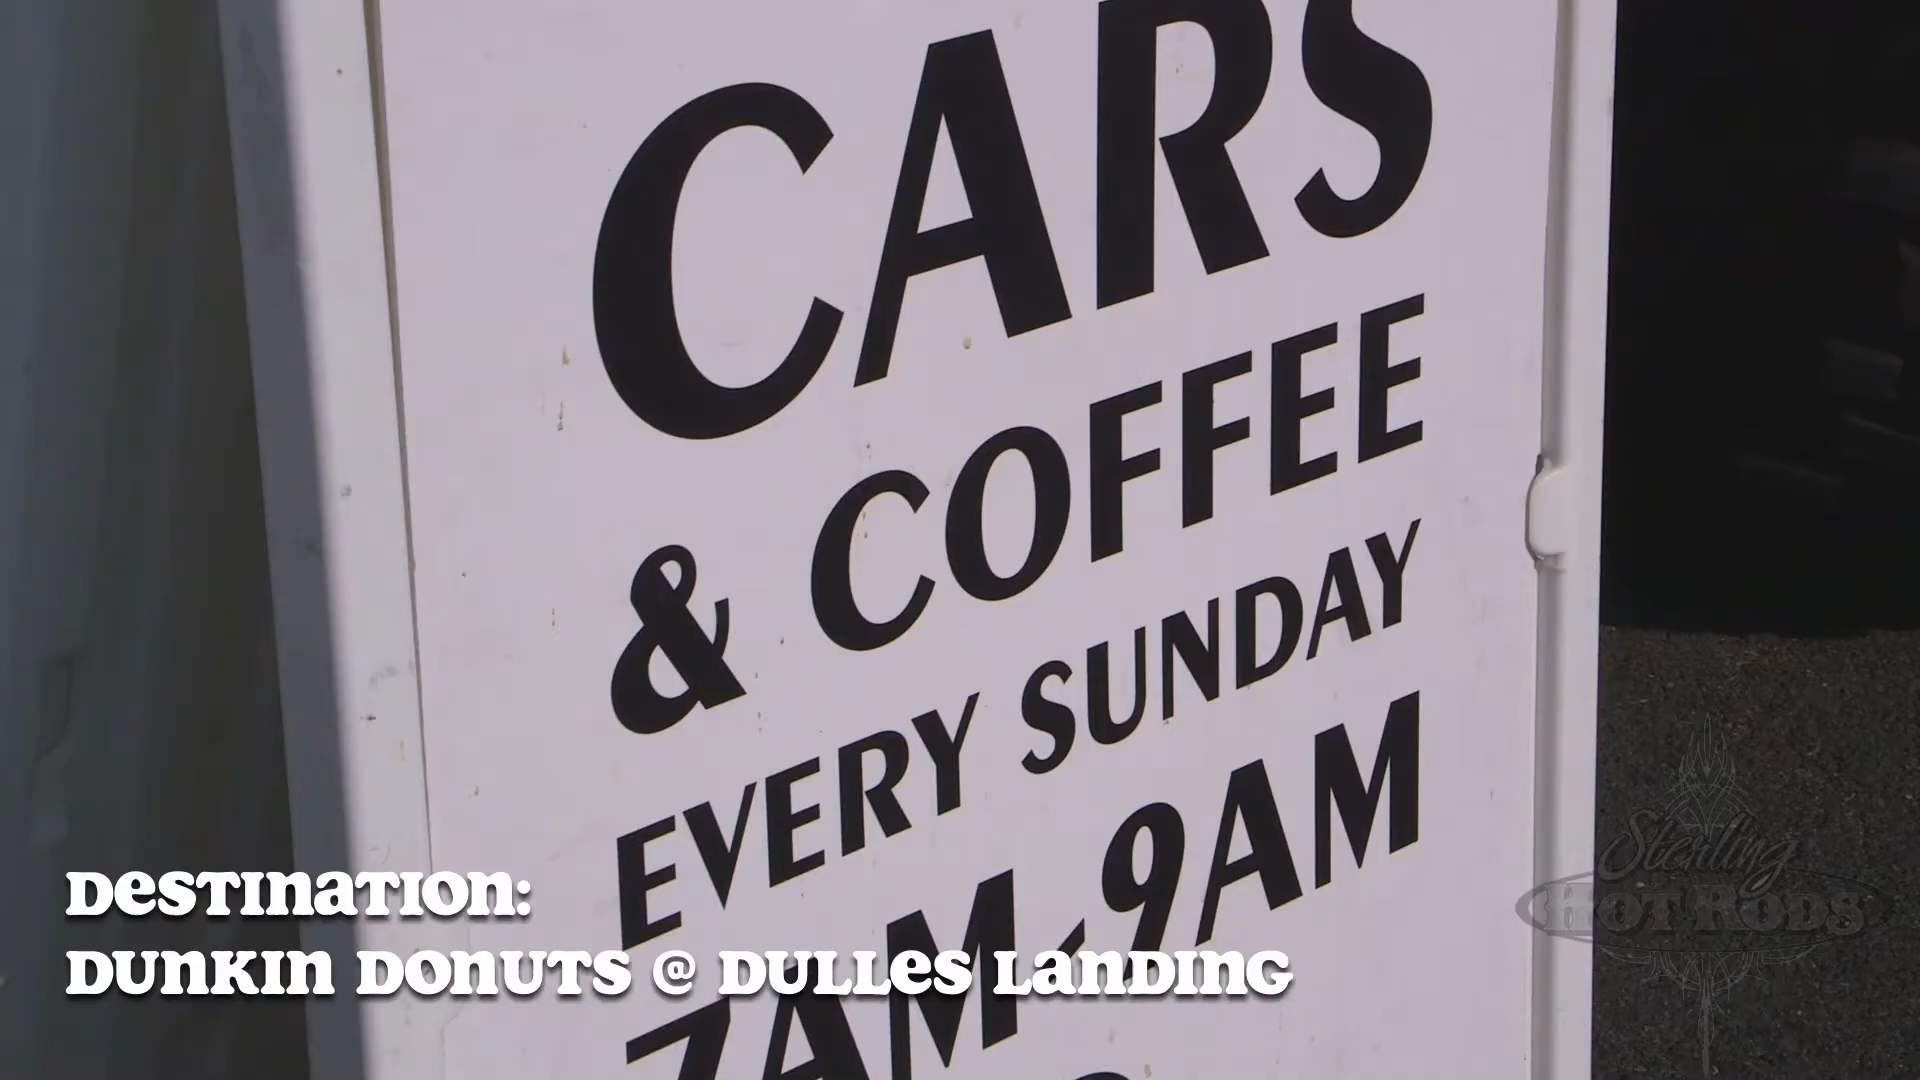 CARS
& COFFEE
EVERY SUNDAY
7AM-9AM
DESTINATION:
DUNKIN DONUTS @ DULLES LANDING
Sterling
HOT RODS